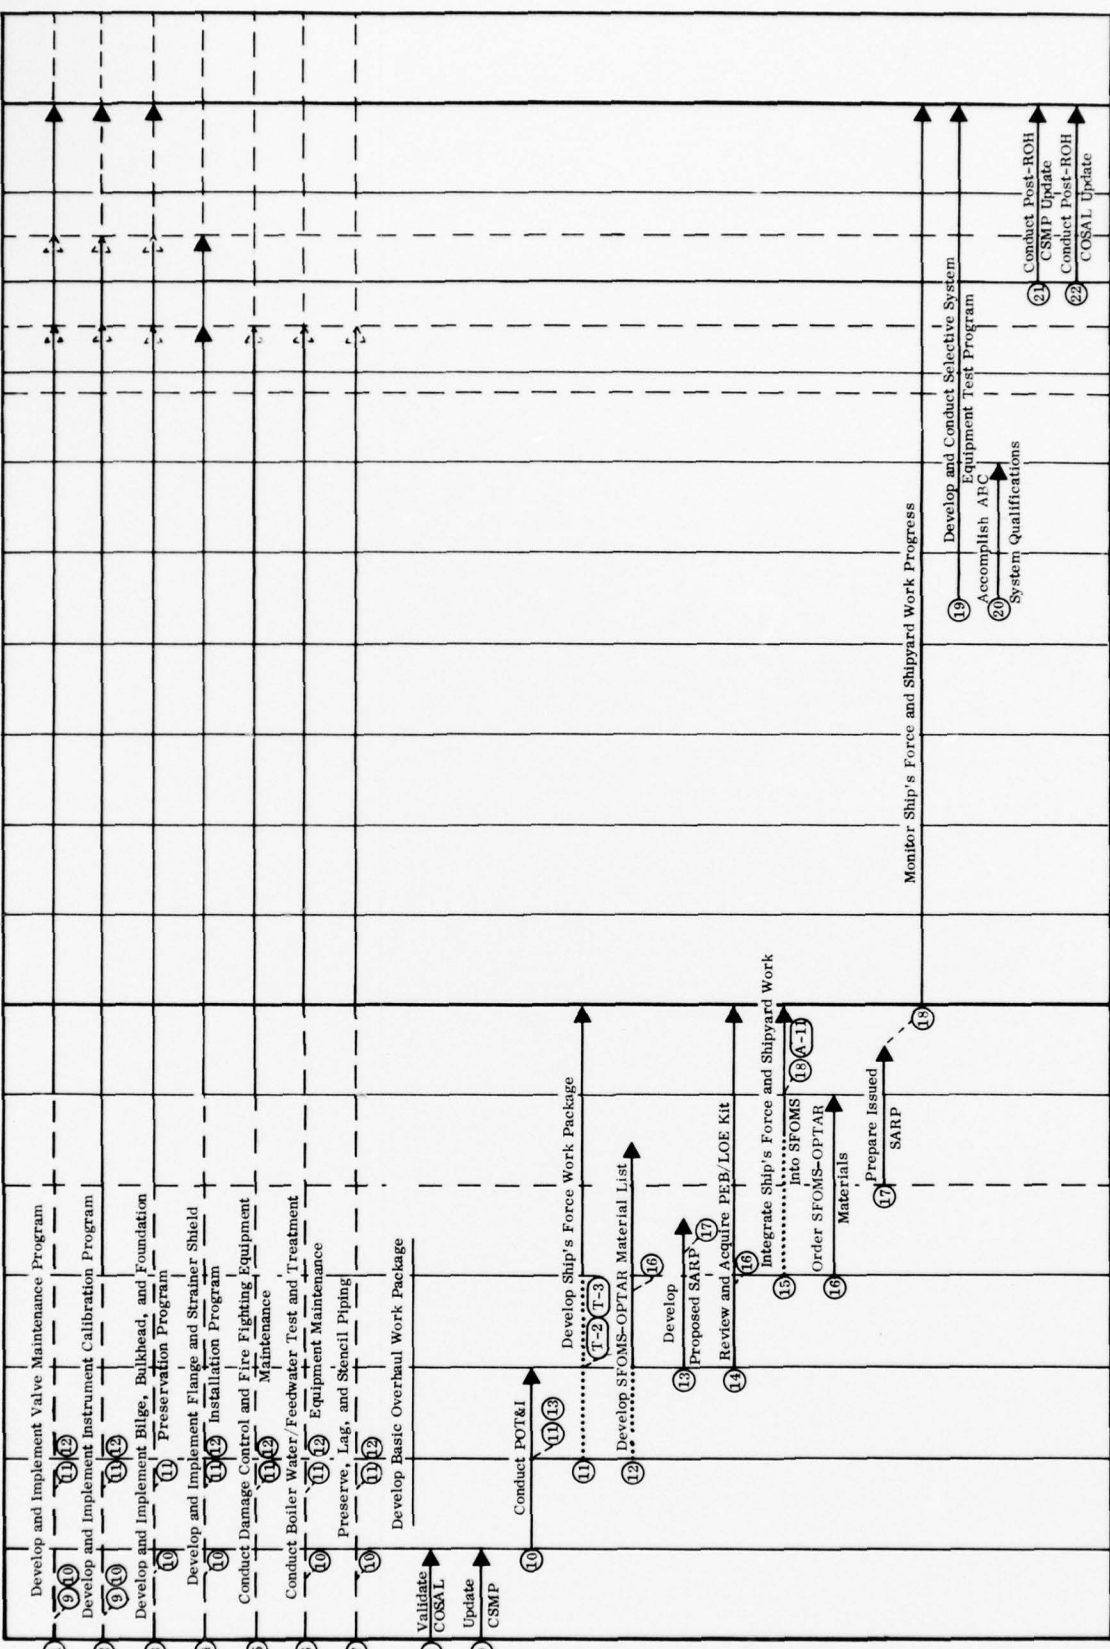 Develop and Implement Valve Maintenance Program
9 10
11 12
Develop and Implement Instrument Calibration Program
9 10
11 12
Develop and Implement Bilge, Bulkhead, and Foundation
Preservation Program
10
11
Develop and Implement Flange and Strainer Shield
Installation Program
10
11 12
Conduct Damage Control and Fire Fighting Equipment
Maintenance
11 12
Conduct Boiler Water/Feedwater Test and Treatment
Equipment Maintenance
10
11 12
Preserve, Lag, and Stencil Piping
10
11 12
Develop Basic Overhaul Work Package
Validate
COSAL
Update
CSMP
Conduct POT&I
10
11 13
Develop Ship's Force Work Package
11
T-2 T-3
Develop SFOMS-OPTAR Material List
12
16
Develop
Proposed SARP
13
17
Review and Acquire PEB/LOE Kit
14
16
Integrate Ship's Force and Shipyard Work
Into SFOMS
15
18 A-11
Order SFOMS-OPTAR
Materials
16
Prepare Issued
SARP
17
Monitor Ship's Force and Shipyard Work Progress
18
Develop and Conduct Selective System
Equipment Test Program
19
Accomplish ABC
System Qualifications
20
Conduct Post-ROH
CSMP Update
21
Conduct Post-ROH
COSAL Update
22